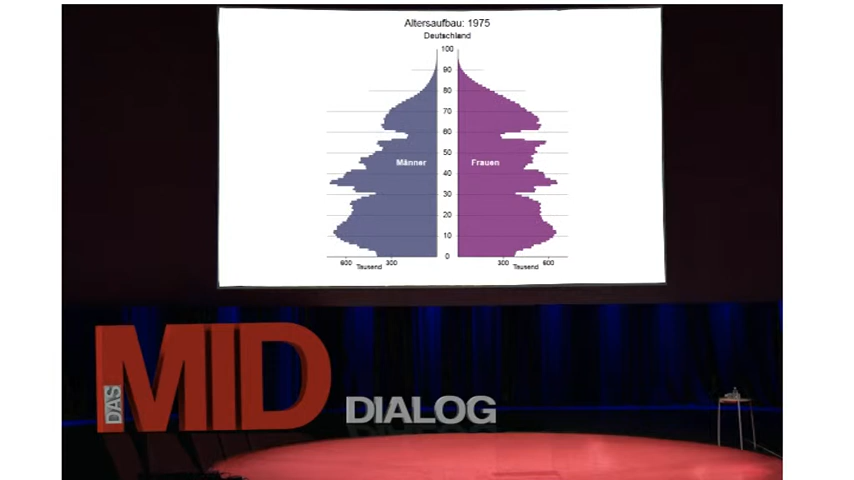 Altersaufbau: 1975
Deutschland
100
90
80
70
60
50
Männer
Frauen
40
30
20
10
0
600
300
300
600
Tausend
Tausend
DAS
MID
DIALOG